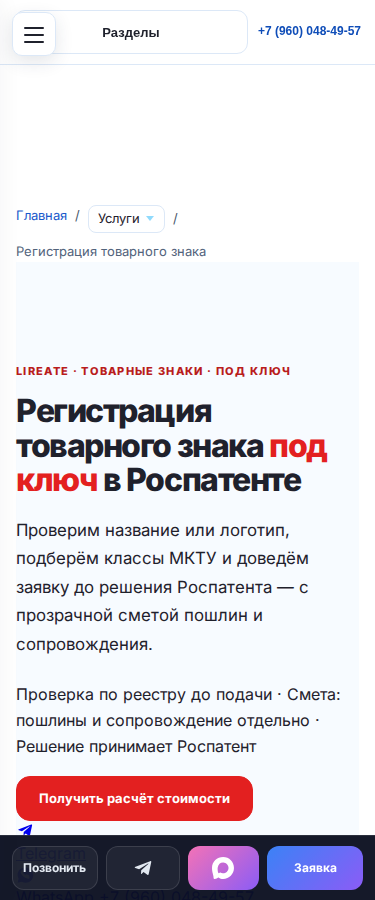 Разделы
+7 (960) 048-49-57
Главная / Услуги /
Регистрация товарного знака
LIREATE · ТОВАРНЫЕ ЗНАКИ · ПОД КЛЮЧ
Регистрация
товарного знака под
ключ в Роспатенте
Проверим название или логотип,
подберём классы МКТУ и доведём
заявку до решения Роспатента — с
прозрачной сметой пошлин и
сопровождения.
Проверка по реестру до подачи · Смета:
пошлины и сопровождение отдельно ·
Решение принимает Роспатент
Получить расчёт стоимости
Telegram
Позвонить
Заявка